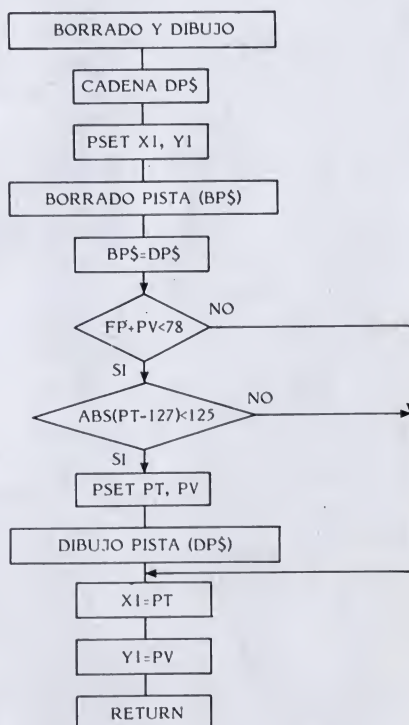 BORRADO Y DIBUJO
CADENA DP$
PSET X1, Y1
BORRADO PISTA (BP$)
BP$=DP$
FP+PV<78
NO
SI
ABS(PT-127)<125
NO
SI
PSET PT, PV
DIBUJO PISTA (DP$)
X1=PT
Y1=PV
RETURN